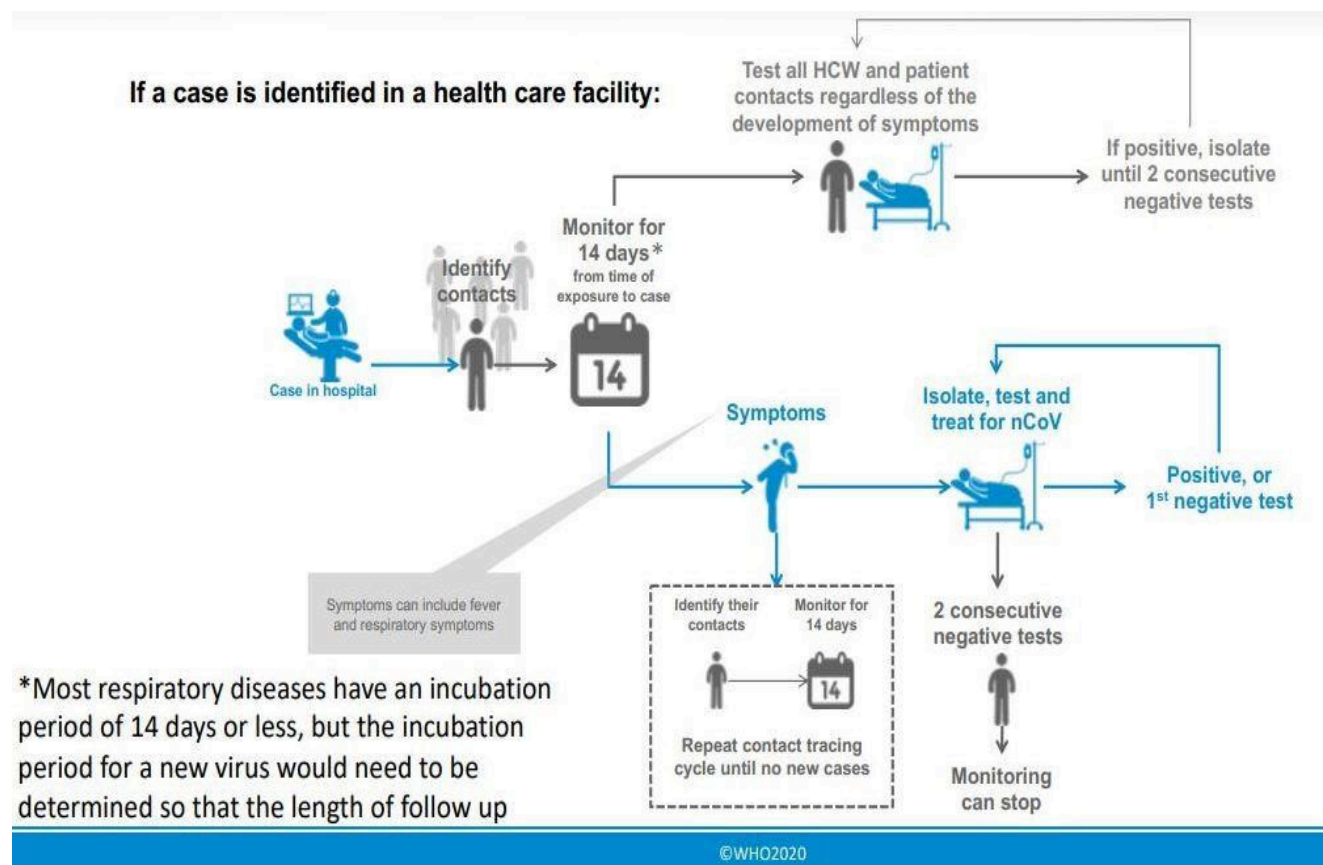 If a case is identified in a health care facility:
Test all HCW and patient
contacts regardless of the
development of symptoms
If positive, isolate
until 2 consecutive
negative tests
Monitor for
14 days*
from time of
exposure to case
14
Identify
contacts
Case in hospital
Symptoms
Isolate, test and
treat for nCoV
Positive, or
1st negative test
Symptoms can include fever
and respiratory symptoms
Identify their
contacts
Monitor for
14 days
14
Repeat contact tracing
cycle until no new cases
2 consecutive
negative tests
Monitoring
can stop
*Most respiratory diseases have an incubation
period of 14 days or less, but the incubation
period for a new virus would need to be
determined so that the length of follow up
©WHO2020